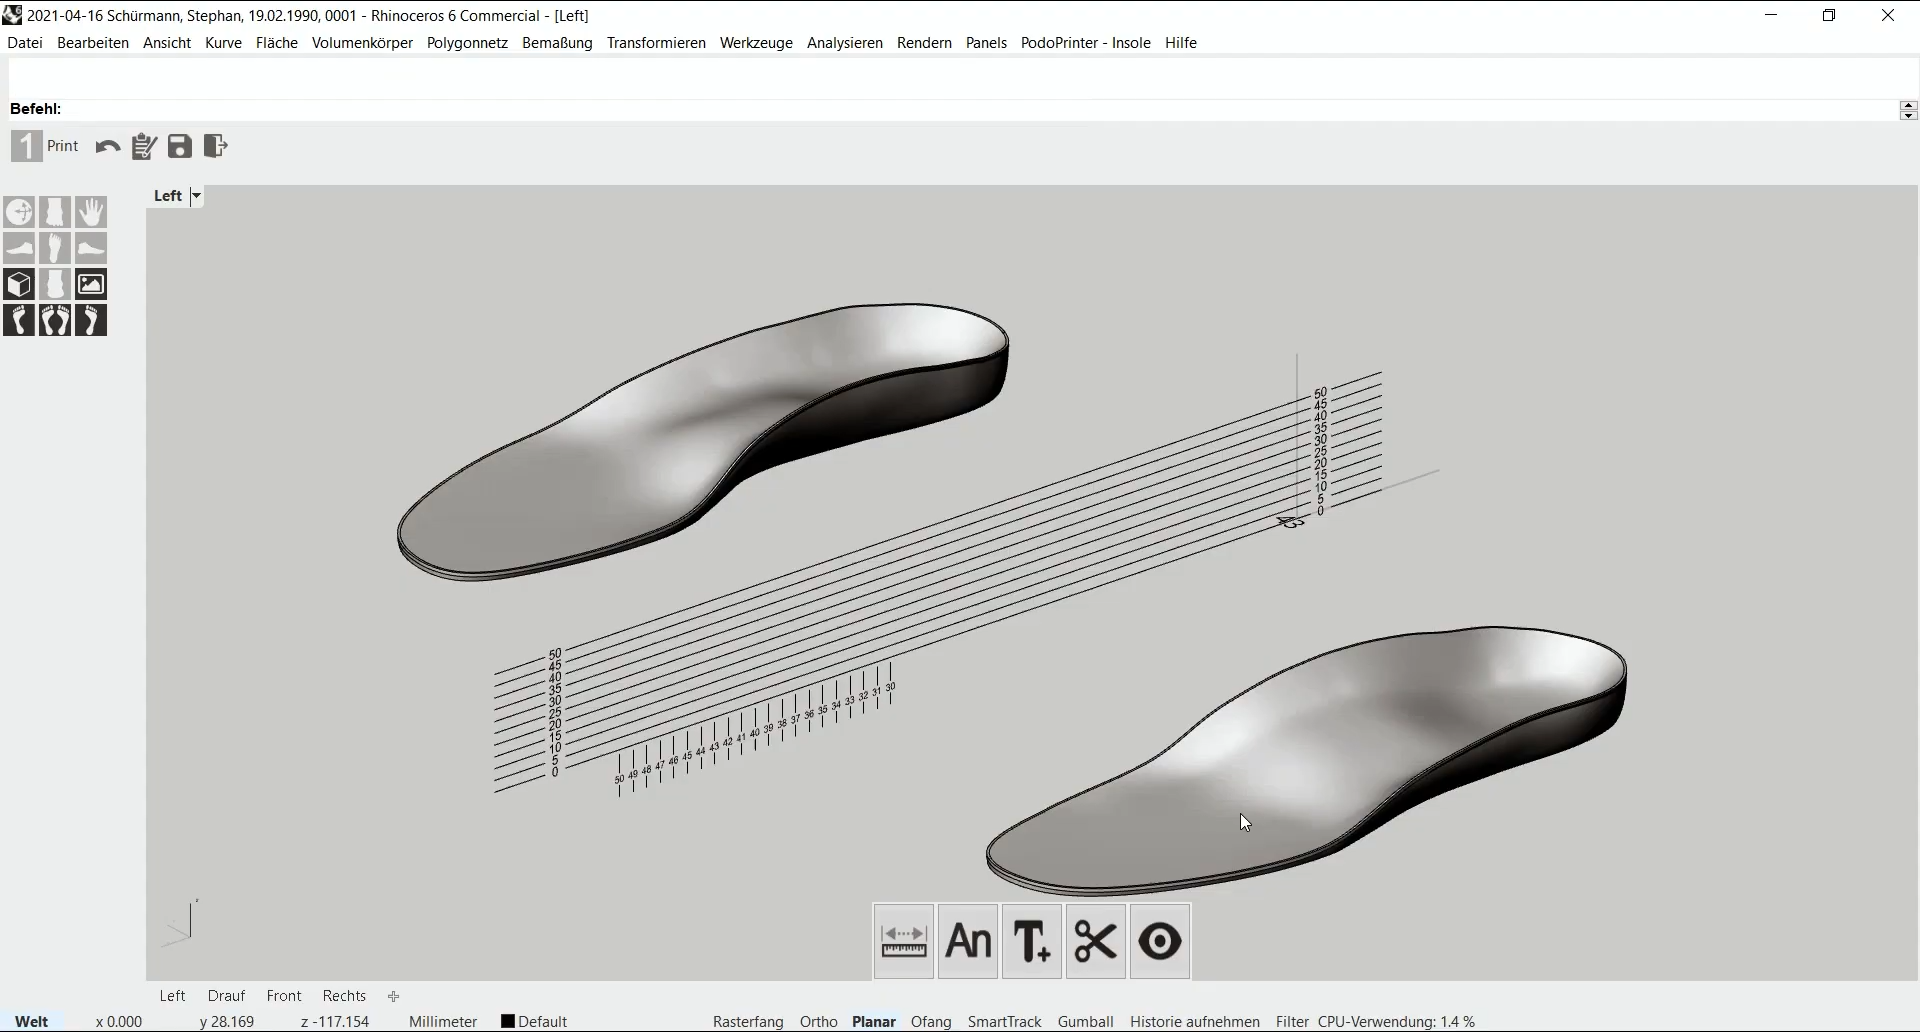 2021-04-16 Schürmann, Stephan, 19.02.1990, 0001 - Rhinoceros 6 Commercial - [Left]
Datei Bearbeiten Ansicht Kurve Fläche Volumenkörper Polygonnetz Bemaßung Transformieren Werkzeuge Analysieren Rendern Panels PodoPrinter - Insole Hilfe
Befehl:
1 Print
Left
50
45
40
35
30
25
20
15
10
5
0
43
50
45
40
35
30
25
20
15
10
5
0
50 49 48 47 46 45 44 43 42 41 40 39 38 37 36 35 34 33 32 31 30
An T+
Left Drauf Front Rechts
Welt x 0.000 y 28.169 z -117.154 Millimeter Default Rasterfang Ortho Planar Ofang SmartTrack Gumball Historie aufnehmen Filter CPU-Verwendung: 1.4 %